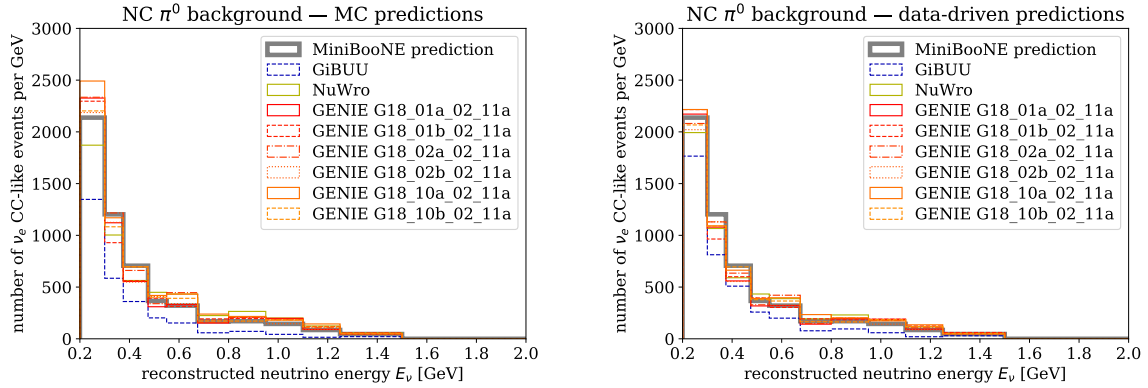 NC π⁰ background — MC predictions
number of νₑ CC-like events per GeV
3000
2500
2000
1500
1000
500
0
MiniBooNE prediction
GiBUU
NuWro
GENIE G18_01a_02_11a
GENIE G18_01b_02_11a
GENIE G18_02a_02_11a
GENIE G18_02b_02_11a
GENIE G18_10a_02_11a
GENIE G18_10b_02_11a
0.2 0.4 0.6 0.8 1.0 1.2 1.4 1.6 1.8 2.0
reconstructed neutrino energy Eᵥ [GeV]
NC π⁰ background — data-driven predictions
number of νₑ CC-like events per GeV
3000
2500
2000
1500
1000
500
0
MiniBooNE prediction
GiBUU
NuWro
GENIE G18_01a_02_11a
GENIE G18_01b_02_11a
GENIE G18_02a_02_11a
GENIE G18_02b_02_11a
GENIE G18_10a_02_11a
GENIE G18_10b_02_11a
0.2 0.4 0.6 0.8 1.0 1.2 1.4 1.6 1.8 2.0
reconstructed neutrino energy Eᵥ [GeV]